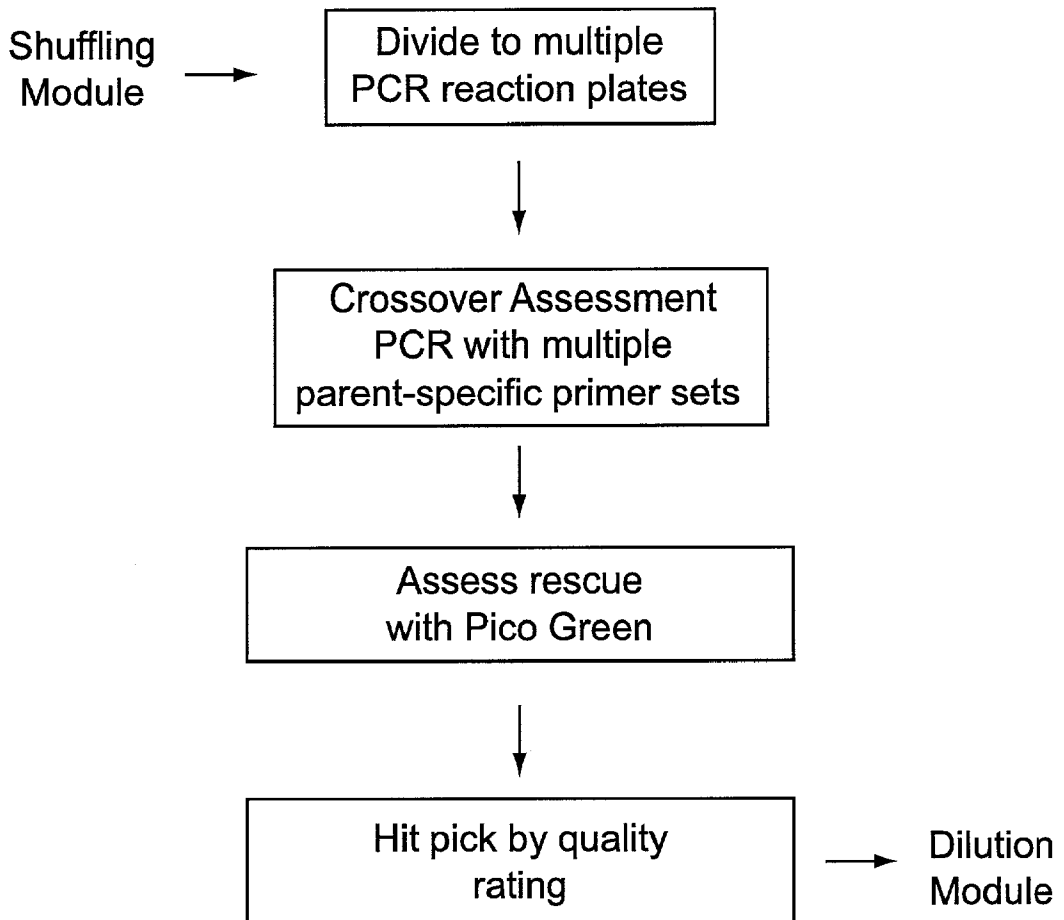 Shuffling
Module
Divide to multiple
PCR reaction plates
Crossover Assessment
PCR with multiple
parent-specific primer sets
Assess rescue
with Pico Green
Hit pick by quality
rating
Dilution
Module